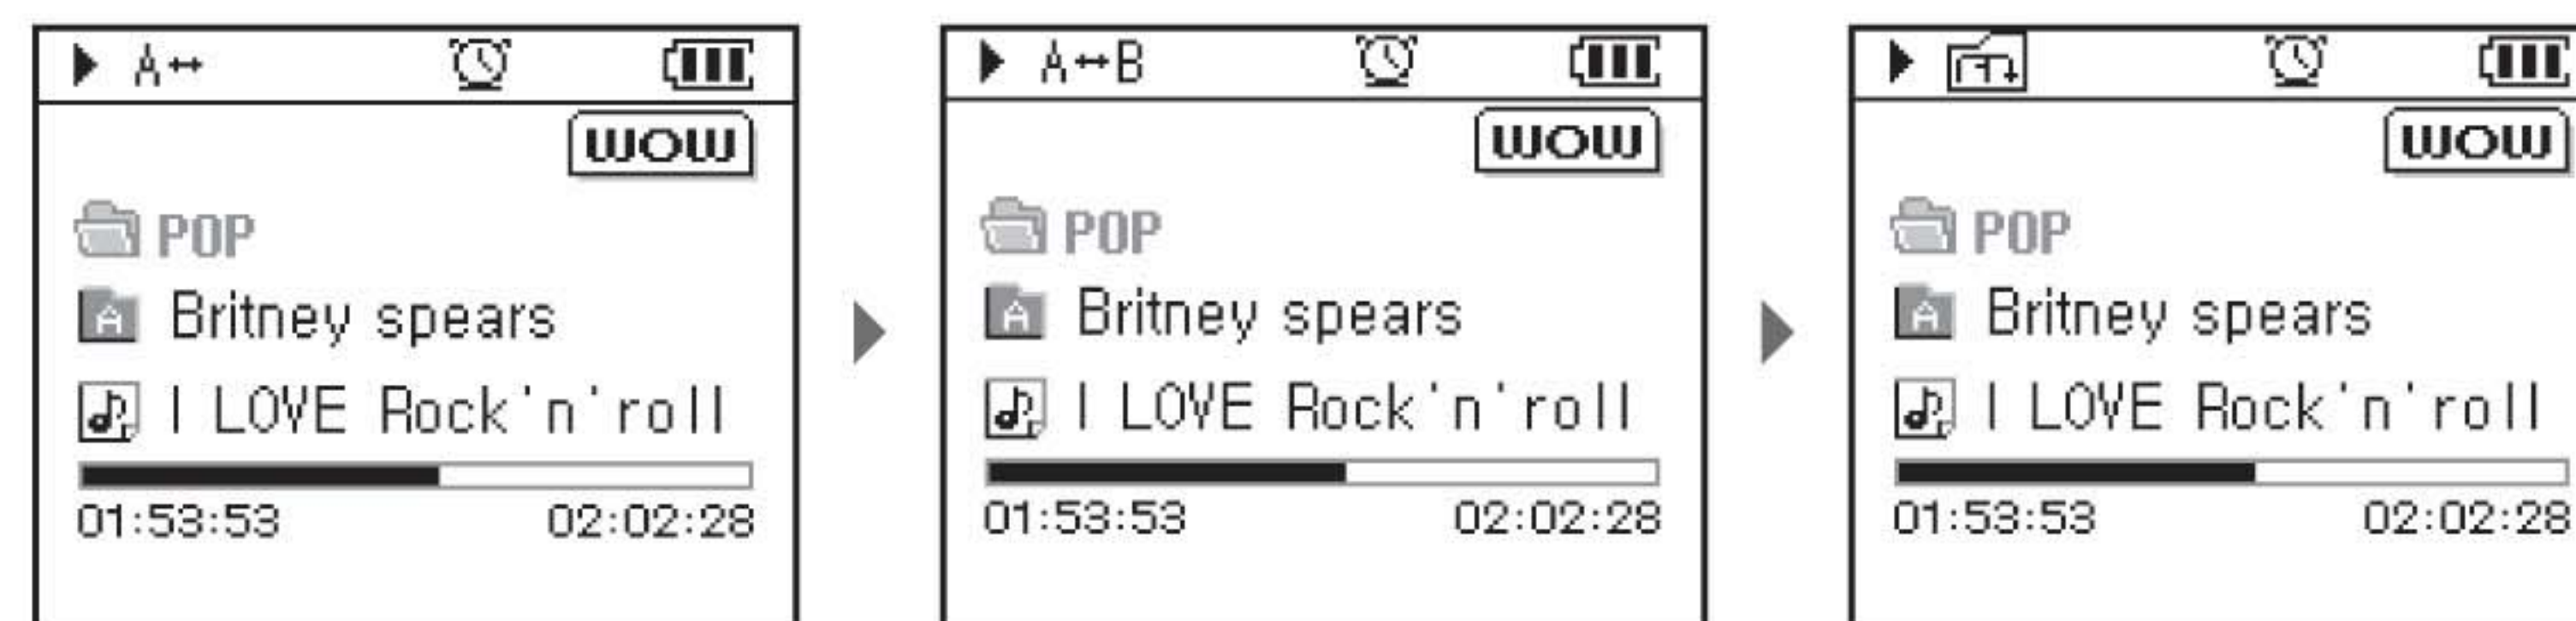 A↔
WOW
POP
A Britney spears
I LOVE Rock'n'roll
01:53:53 02:02:28
A↔B
WOW
POP
A Britney spears
I LOVE Rock'n'roll
01:53:53 02:02:28
WOW
POP
A Britney spears
I LOVE Rock'n'roll
01:53:53 02:02:28